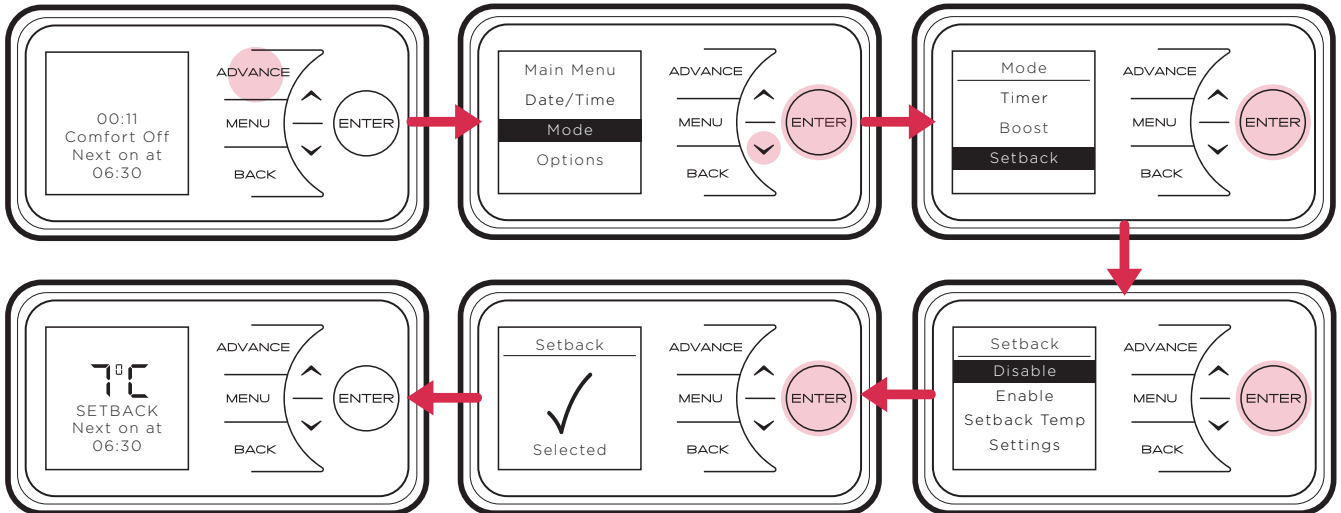 00:11
Comfort Off
Next on at
06:30
ADVANCE
MENU
BACK
ENTER
Main Menu
Date/Time
Mode
Options
ADVANCE
MENU
BACK
ENTER
Mode
Timer
Boost
Setback
ADVANCE
MENU
BACK
ENTER
Setback
Disable
Enable
Setback Temp
Settings
ADVANCE
MENU
BACK
ENTER
Setback
Selected
ADVANCE
MENU
BACK
ENTER
7°C
SETBACK
Next on at
06:30
ADVANCE
MENU
BACK
ENTER